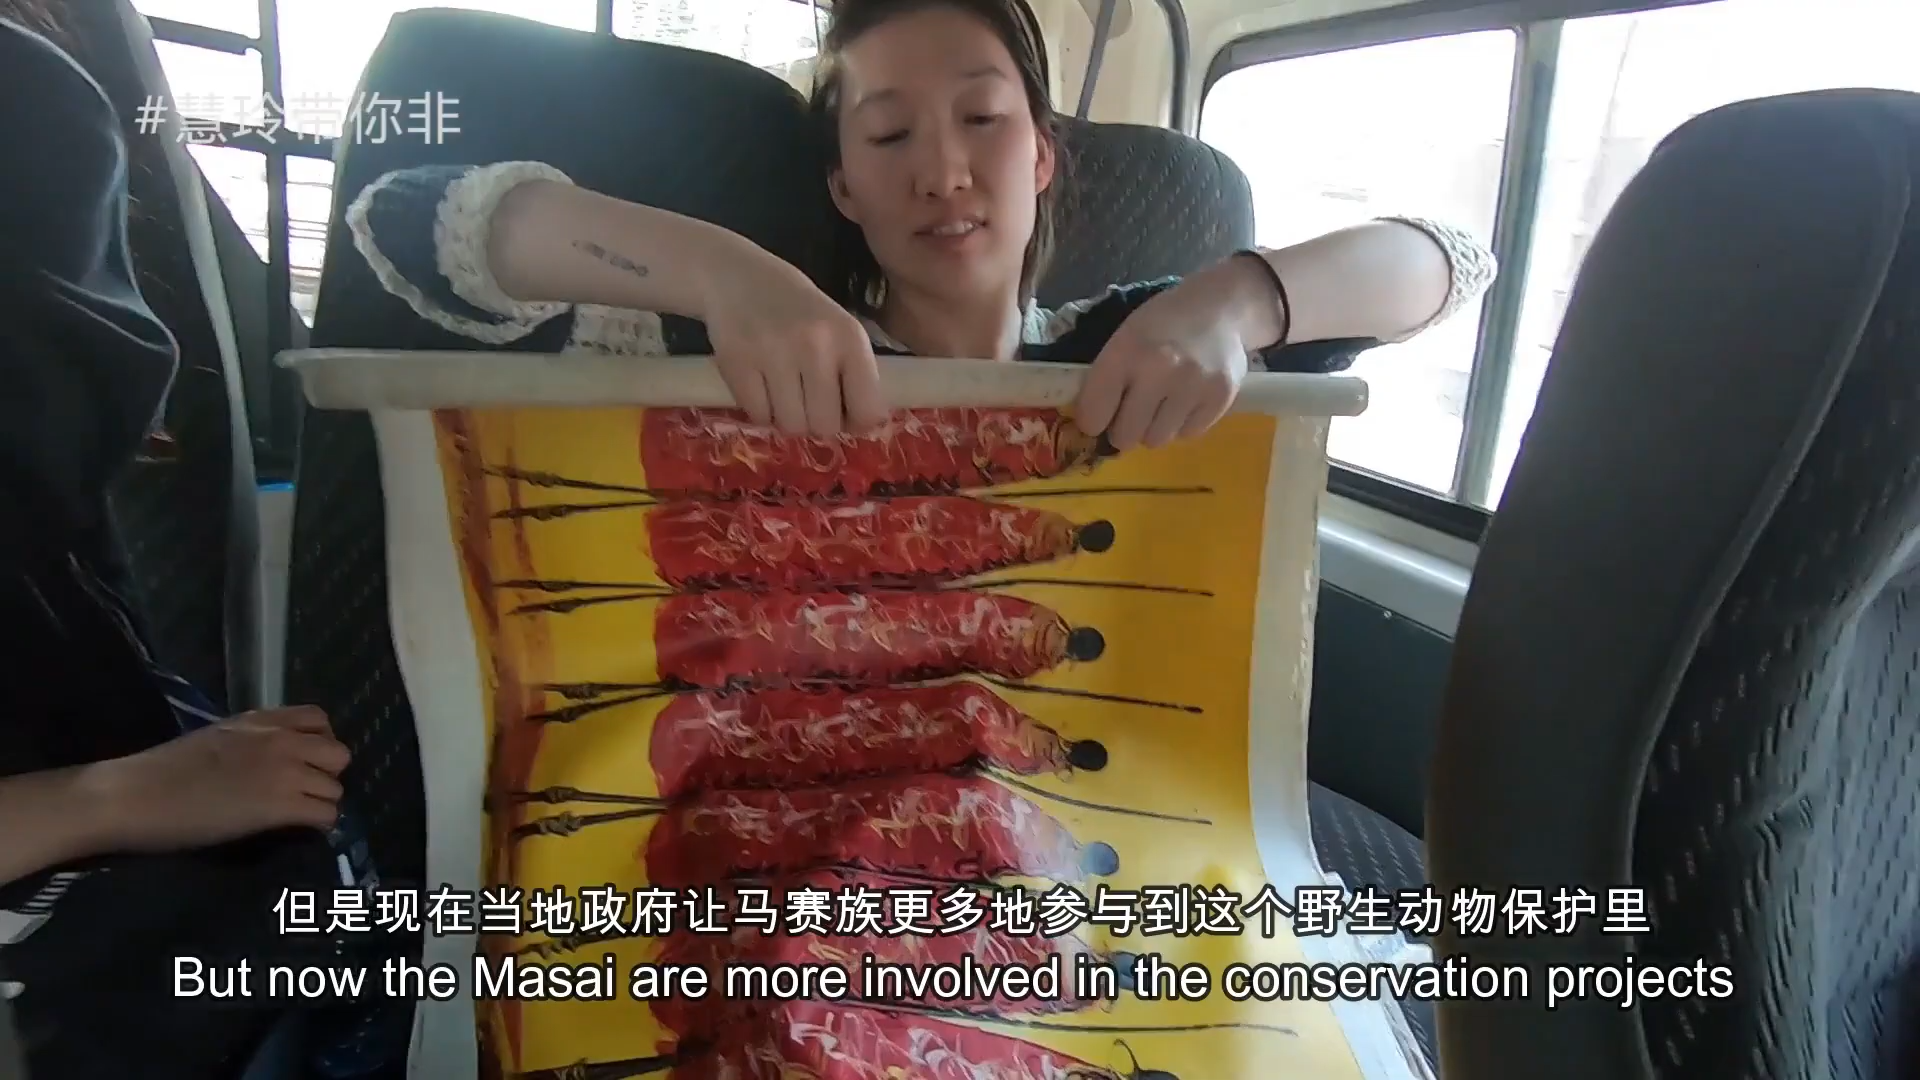 #慧玲带你非
但是现在当地政府让马赛族更多地参与到这个野生动物保护里
But now the Masai are more involved in the conservation projects